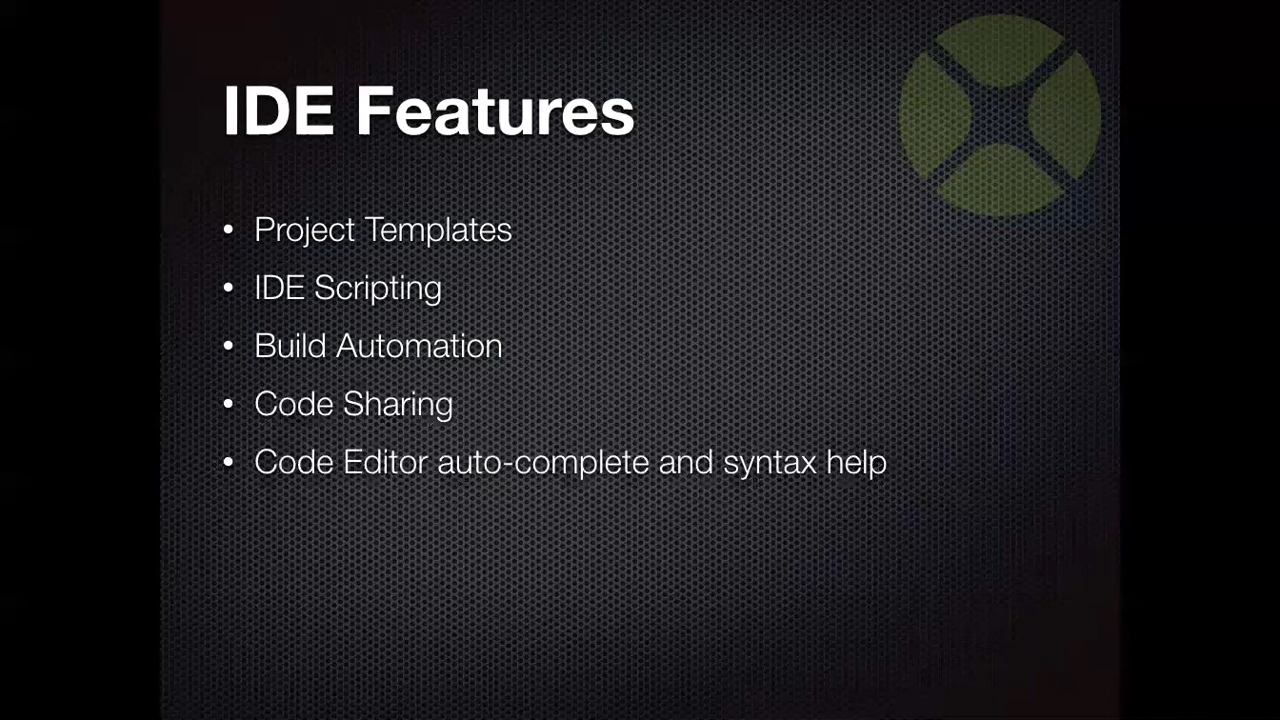 IDE Features
• Project Templates
• IDE Scripting
• Build Automation
• Code Sharing
• Code Editor auto-complete and syntax help